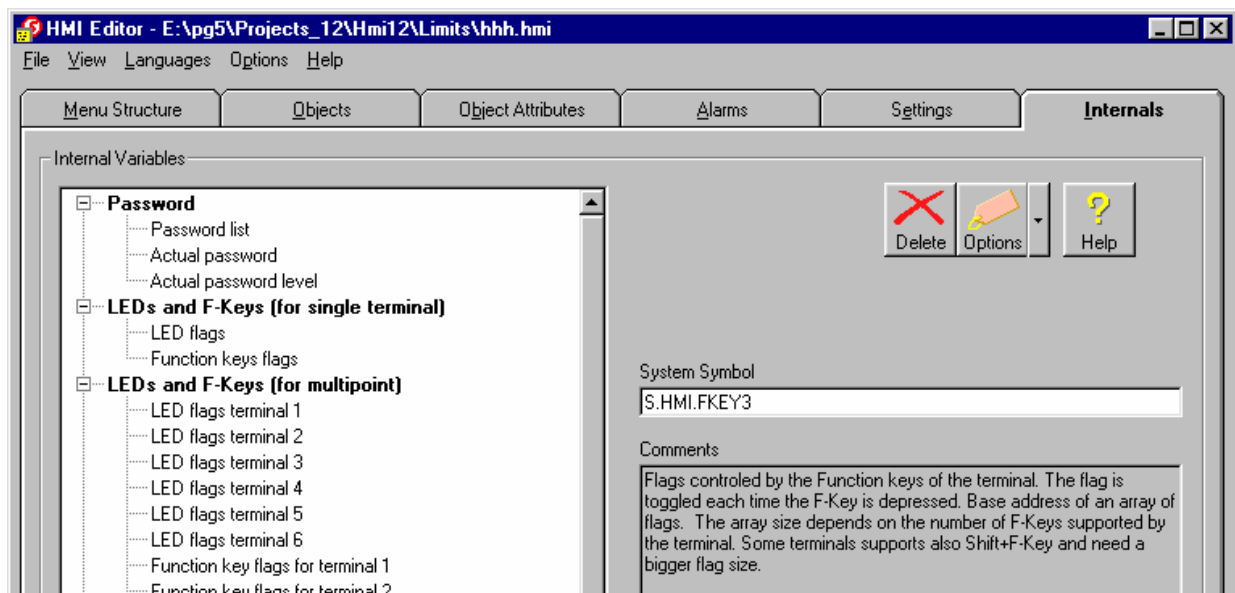 HMI Editor - E:\pg5\Projects_12\Hmi12\Limits\hhh.hmi
File View Languages Options Help
Menu Structure Objects Object Attributes Alarms Settings Internals
Internal Variables
Password
Password list
Actual password
Actual password level
LEDs and F-Keys (for single terminal)
LED flags
Function keys flags
LEDs and F-Keys (for multipoint)
LED flags terminal 1
LED flags terminal 2
LED flags terminal 3
LED flags terminal 4
LED flags terminal 5
LED flags terminal 6
Function key flags for terminal 1
Function key flags for terminal 2
Delete Options Help
System Symbol
S.HMI.FKEY3
Comments
Flags controled by the Function keys of the terminal. The flag is
toggled each time the F-Key is depressed. Base address of an array of
flags. The array size depends on the number of F-Keys supported by
the terminal. Some terminals supports also Shift+F-Key and need a
bigger flag size.